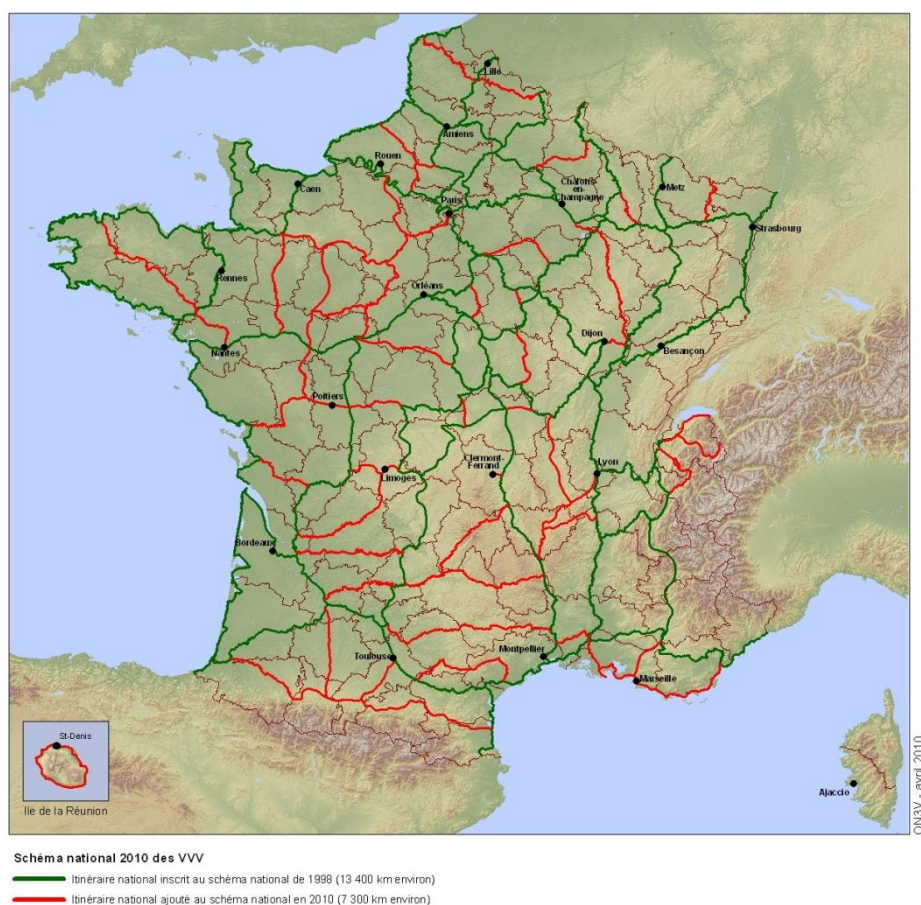 Lille
Amiens
Rouen
Caen
Châlons-
en-
Champagne
Metz
Paris
Strasbourg
Rennes
Orléans
Nantes
Dijon
Besançon
Poitiers
Clermont-
Ferrand
Limoges
Lyon
Bordeaux
Toulouse
Montpellier
Marseille
St-Denis
Ile de la Réunion
Ajaccio
ON3V - avril 2010
Schéma national 2010 des VVV
Itinéraire national inscrit au schéma national de 1998 (13 400 km environ)
Itinéraire national ajouté au schéma national en 2010 (7 300 km environ)